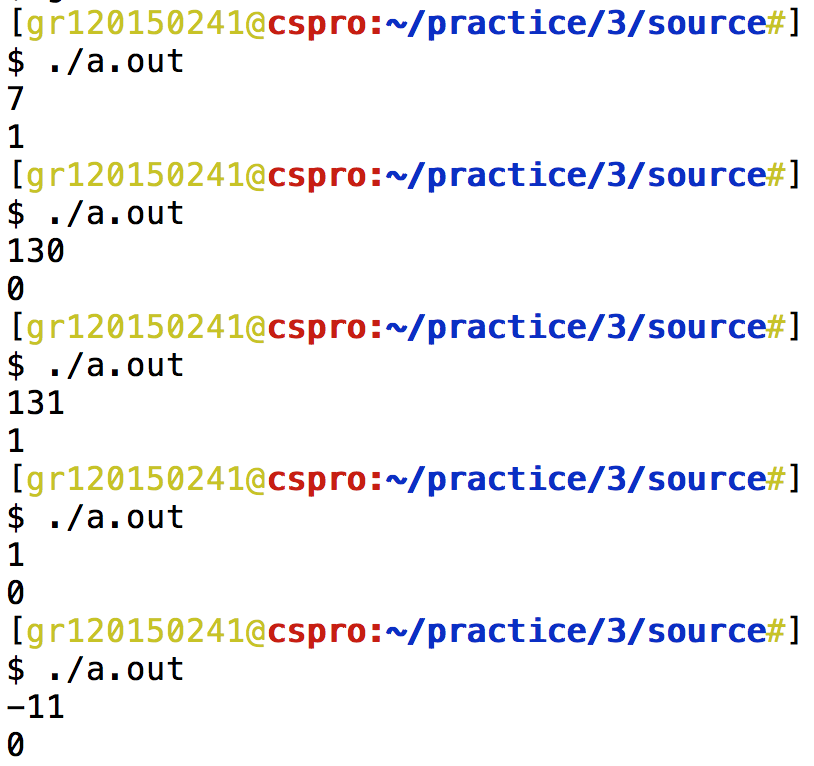 [gr120150241@cspro:~/practice/3/source#]
$ ./a.out
7
1
[gr120150241@cspro:~/practice/3/source#]
$ ./a.out
130
0
[gr120150241@cspro:~/practice/3/source#]
$ ./a.out
131
1
[gr120150241@cspro:~/practice/3/source#]
$ ./a.out
1
0
[gr120150241@cspro:~/practice/3/source#]
$ ./a.out
-11
0